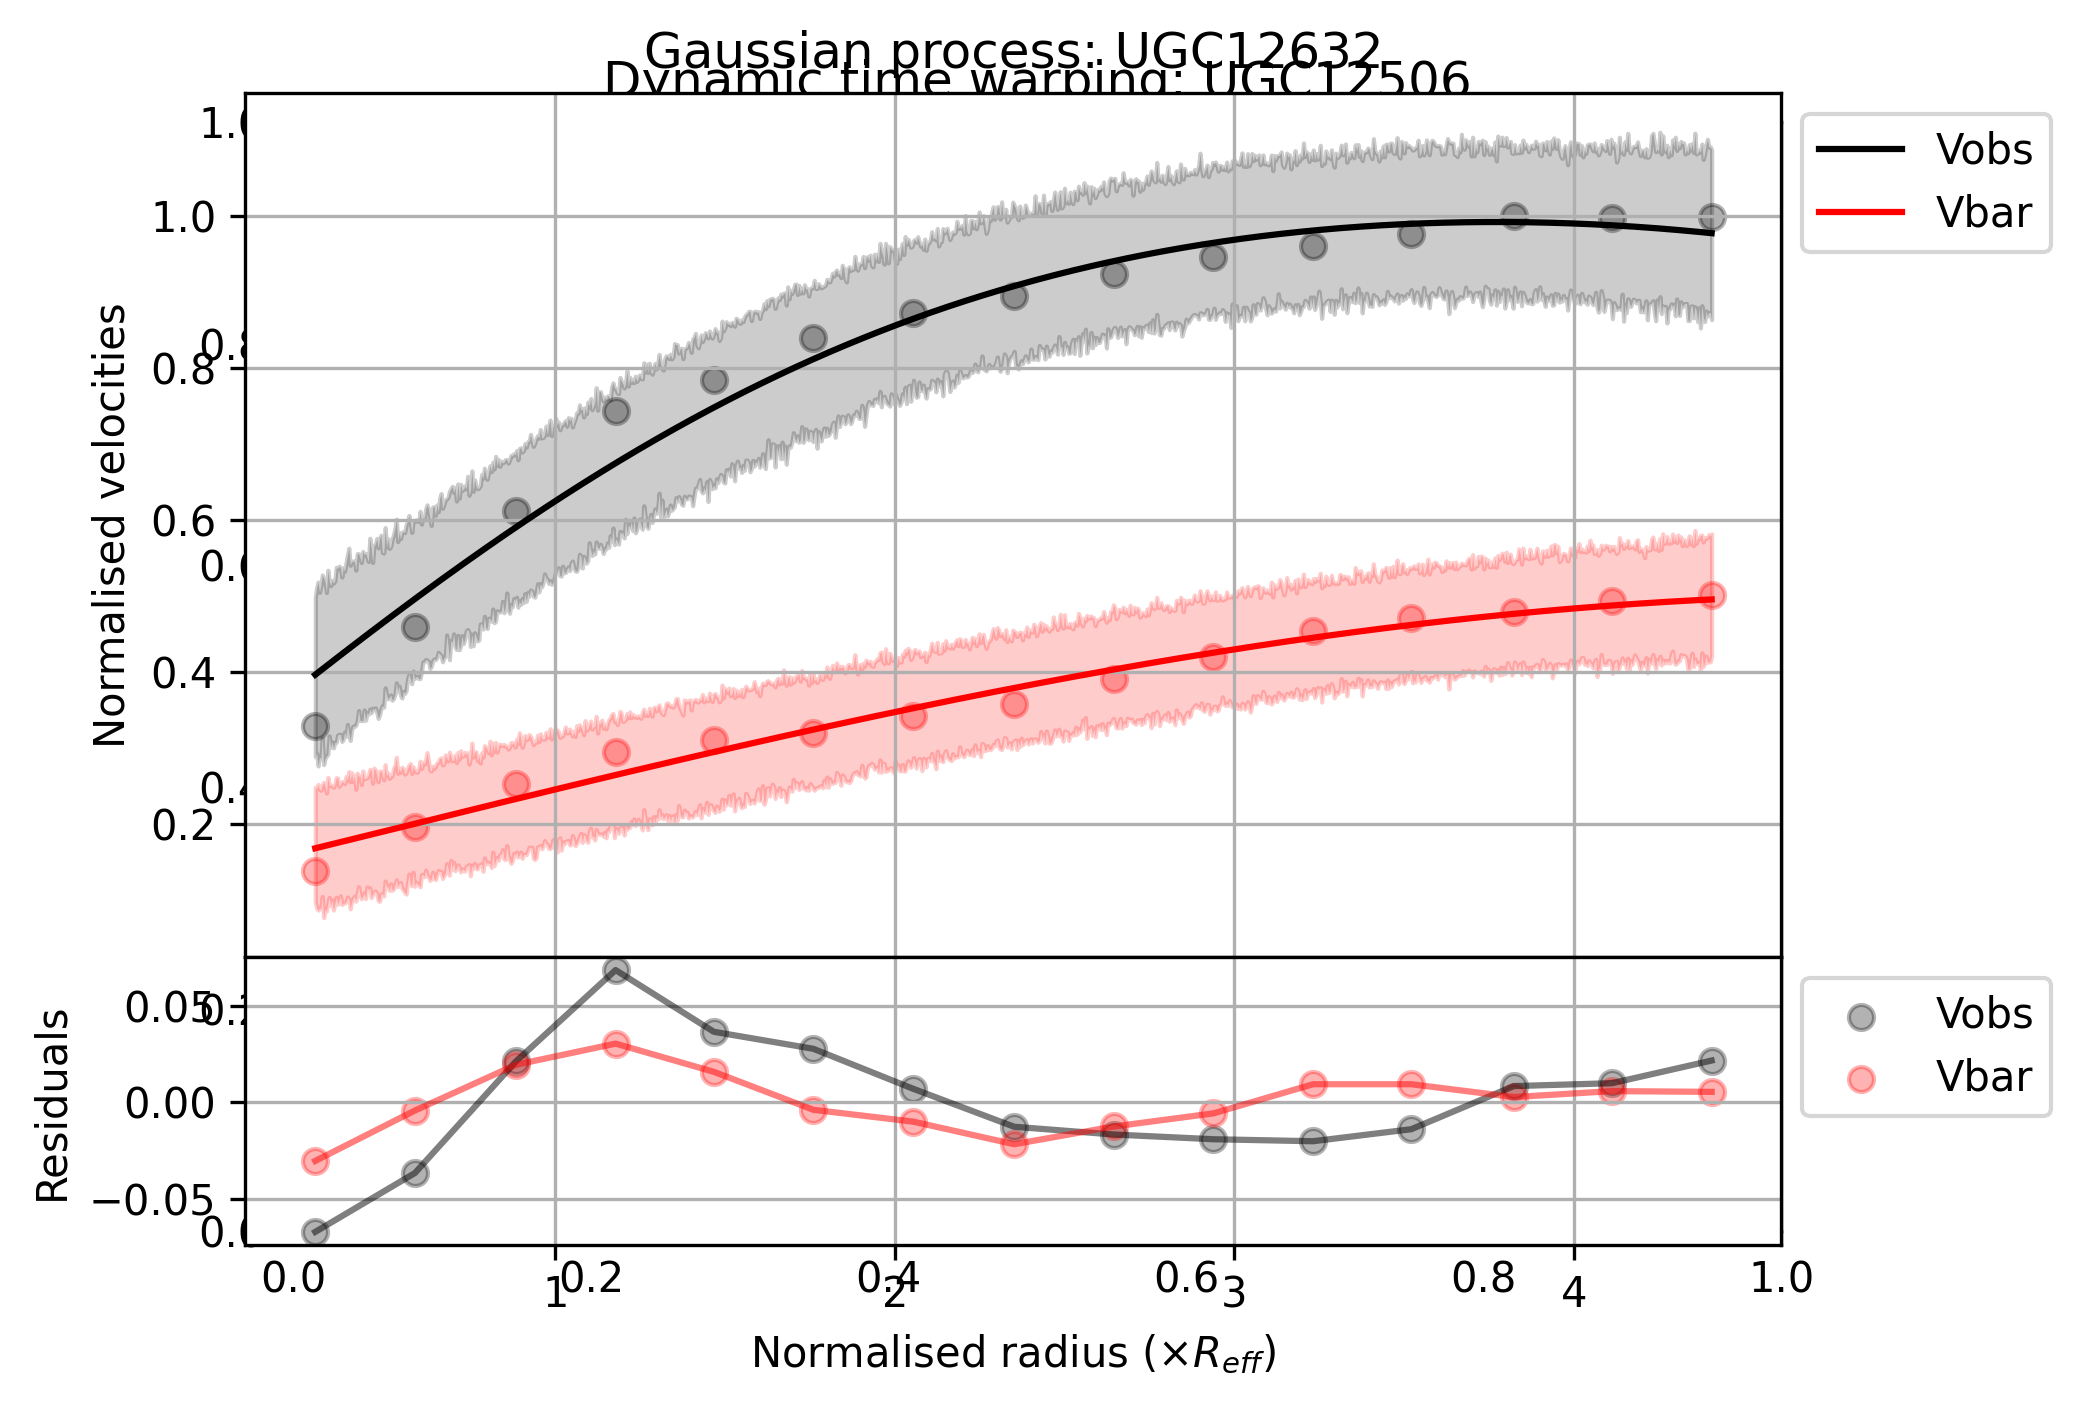 Gaussian process: UGC12632
Dynamic time warping: UGC12506
Normalised velocities
1.0
0.8
0.6
0.4
0.2
Vobs
Vbar
Residuals
0.05
0.00
−0.05
Vobs
Vbar
0.0 0.2 0.4 0.6 0.8 1.0
1 2 3 4
Normalised radius (×R_eff)